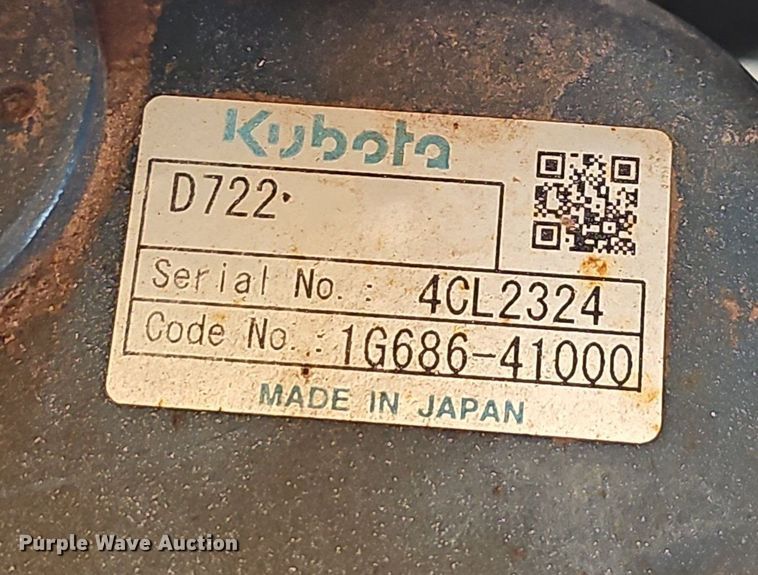 Kubota
D722
Serial No. : 4CL2324
Code No. : 1G686-41000
MADE IN JAPAN
Purple Wave Auction